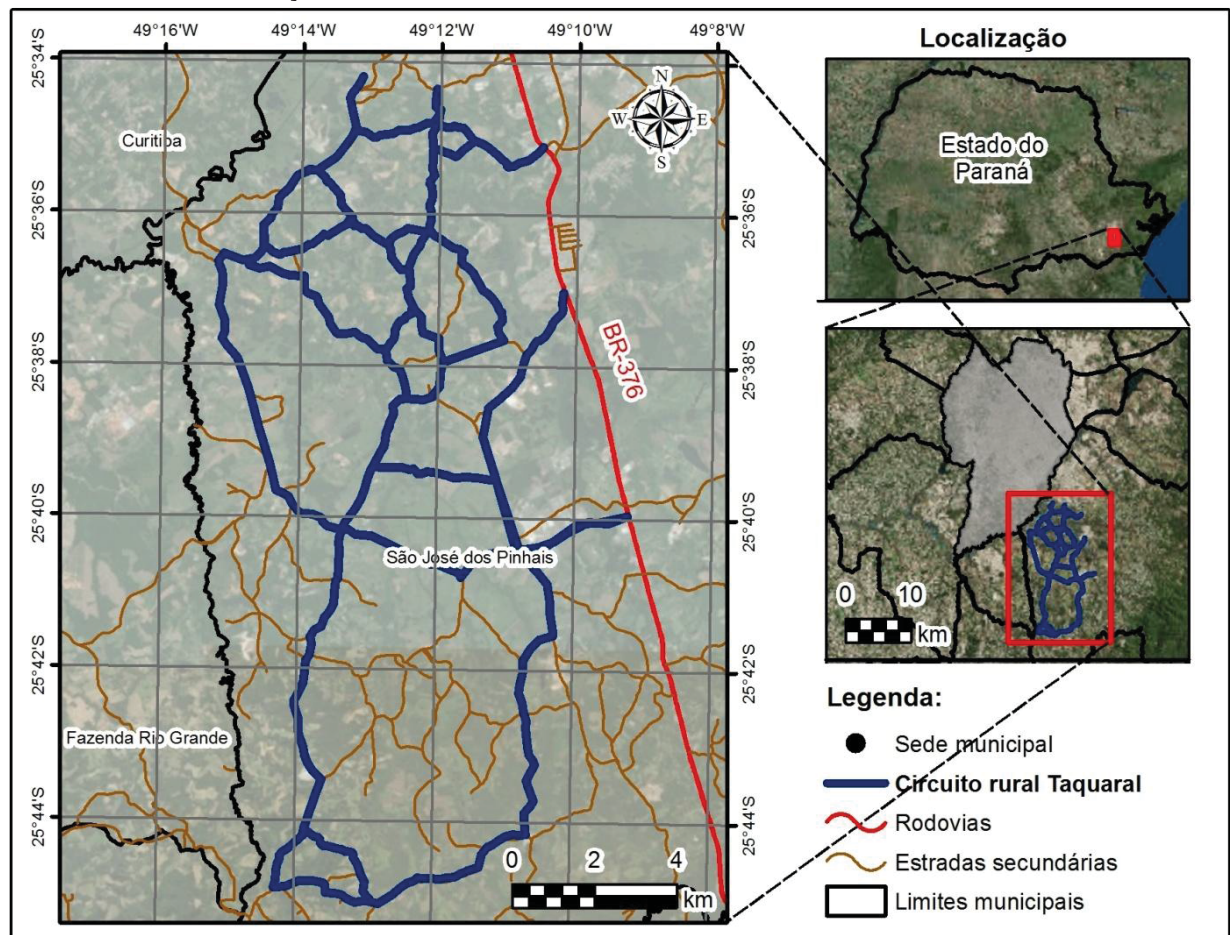 49°16'W 49°14'W 49°12'W 49°10'W 49°8'W
25°34'S
25°36'S
25°38'S
25°40'S
25°42'S
25°44'S
25°34'S
25°36'S
25°38'S
25°40'S
25°42'S
25°44'S
N
W E
S
Curitiba
BR-376
São José dos Pinhais
Fazenda Rio Grande
0 2 4
km
Localização
Estado do
Paraná
0 10
km
Legenda:
Sede municipal
Circuito rural Taquaral
Rodovias
Estradas secundárias
Limites municipais